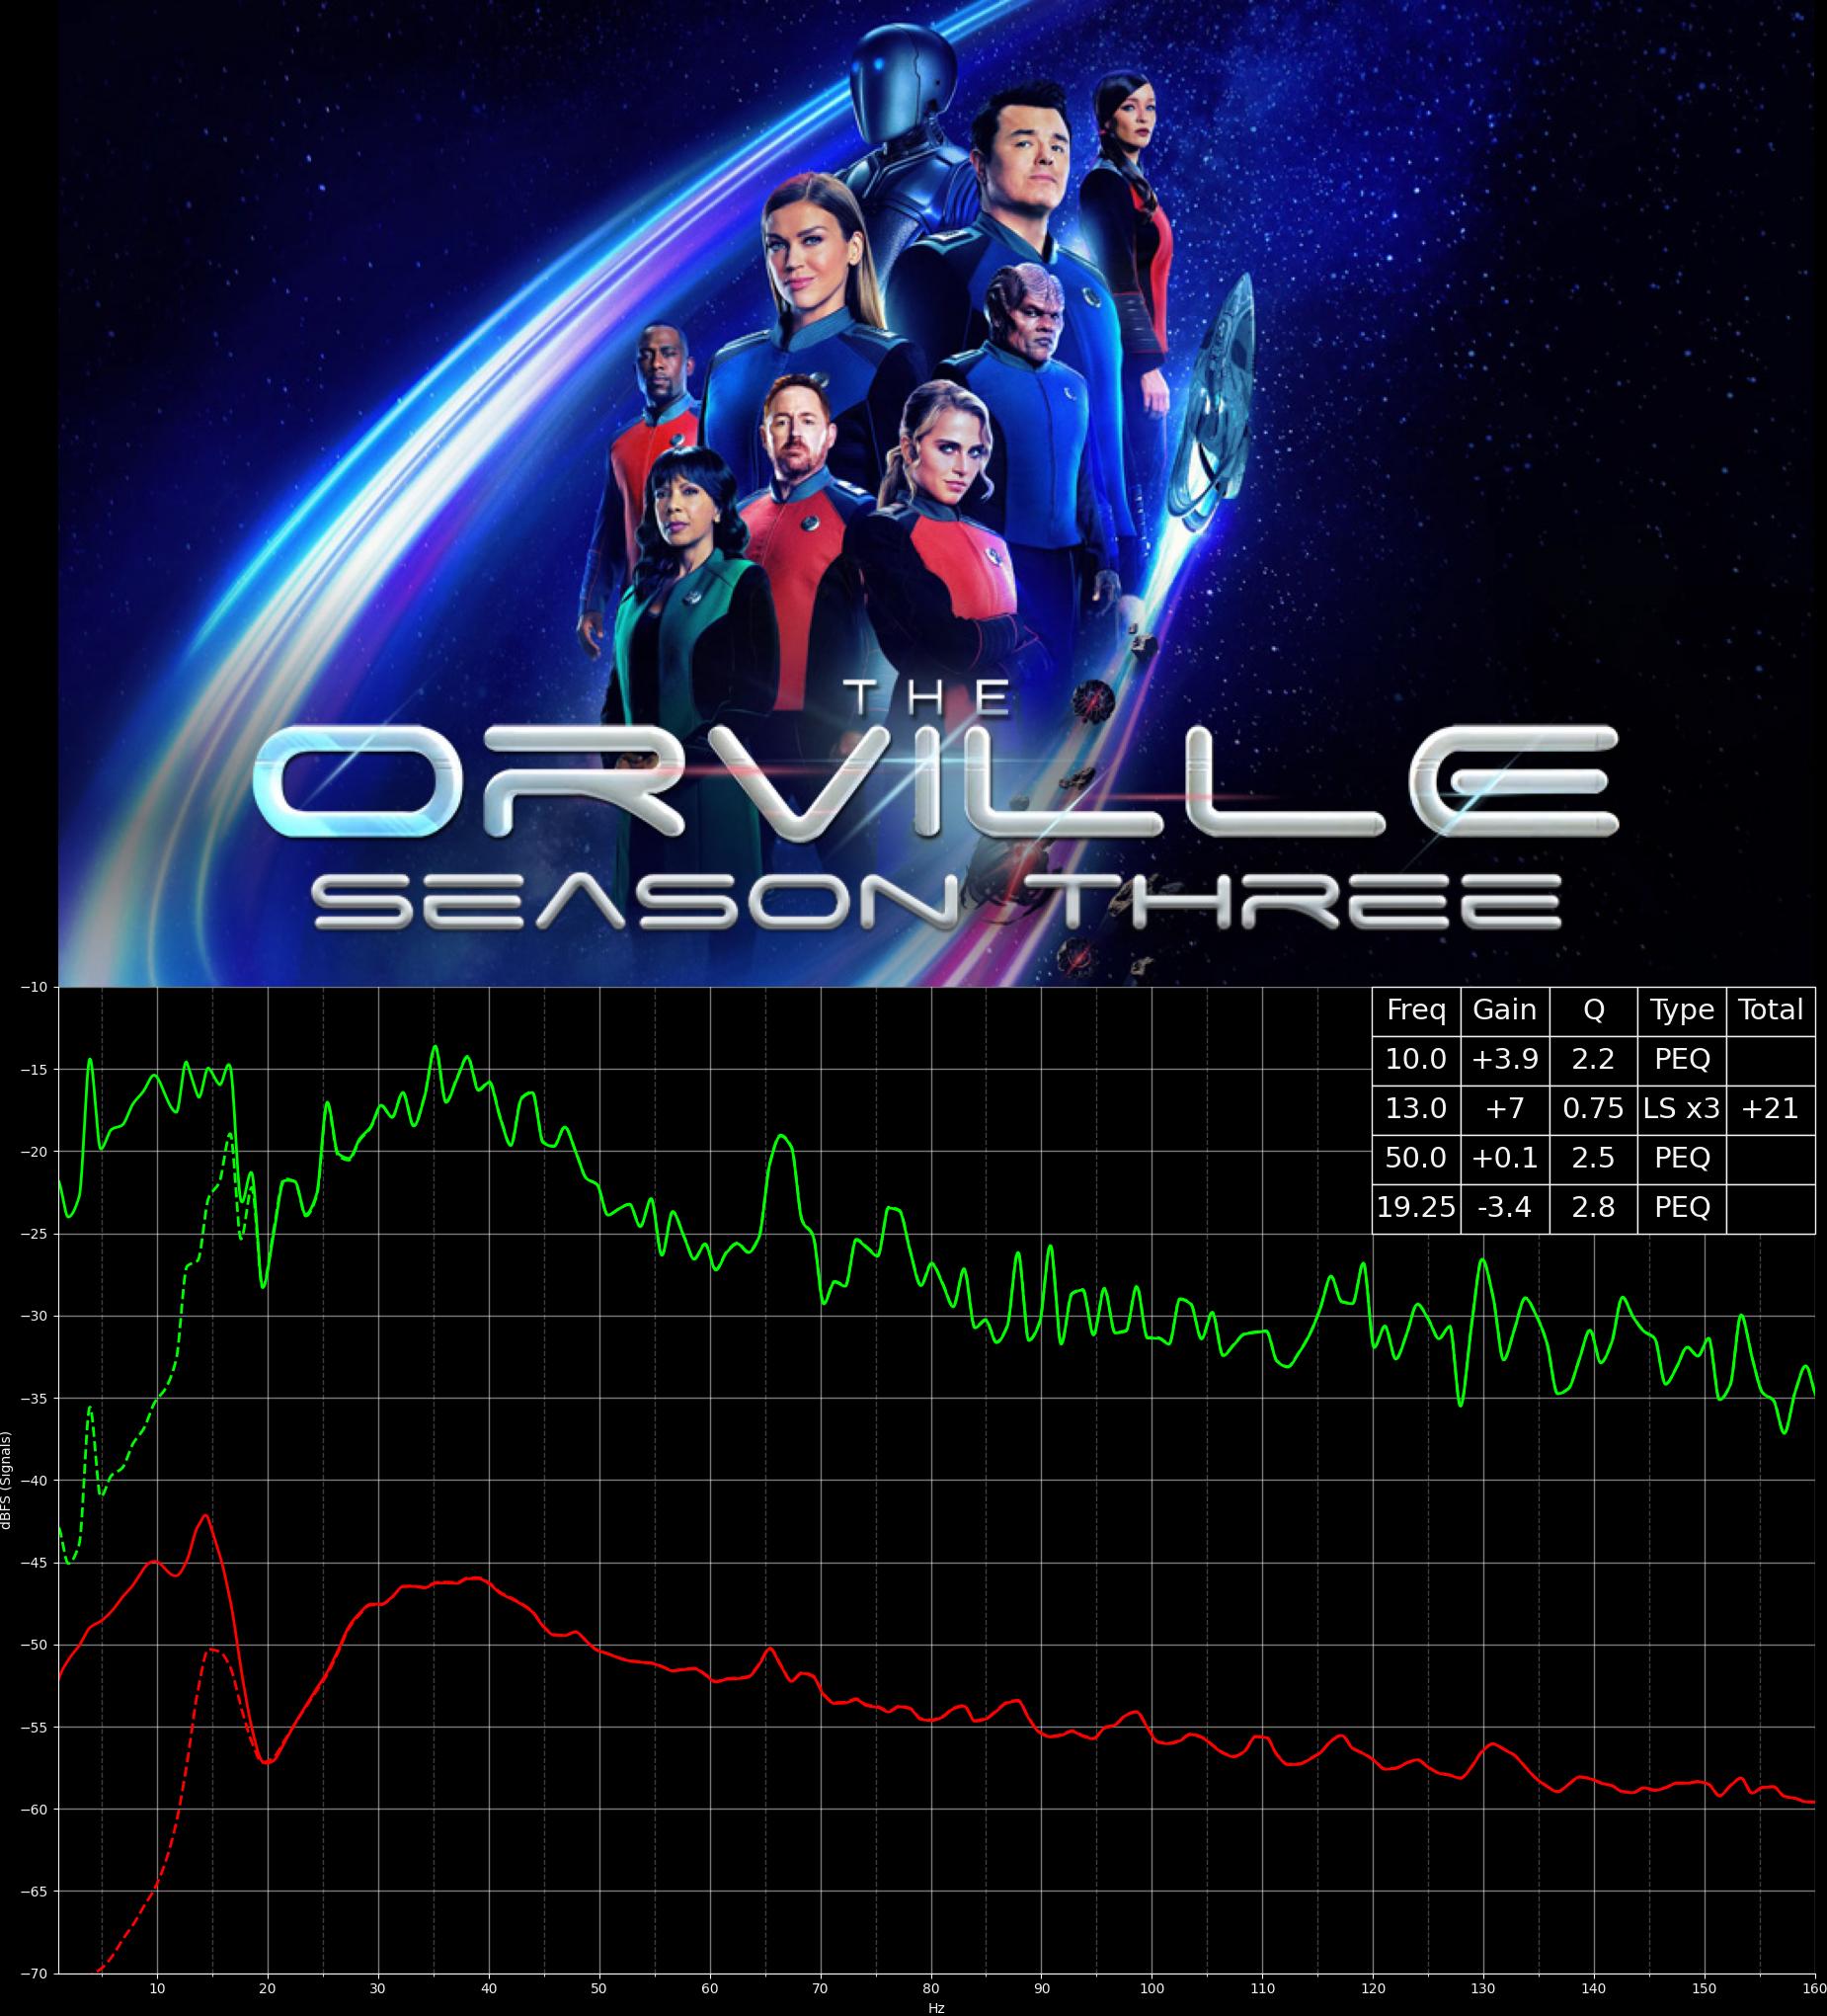 THE
ORVILLE
SEASON THREE
Freq Gain Q Type Total
10.0 +3.9 2.2 PEQ
13.0 +7 0.75 LS x3 +21
50.0 +0.1 2.5 PEQ
19.25 -3.4 2.8 PEQ
−10
−15
−20
−25
−30
−35
−40
−45
−50
−55
−60
−65
−70
dBFS (Signals)
10 20 30 40 50 60 70 80 90 100 110 120 130 140 150 160
Hz